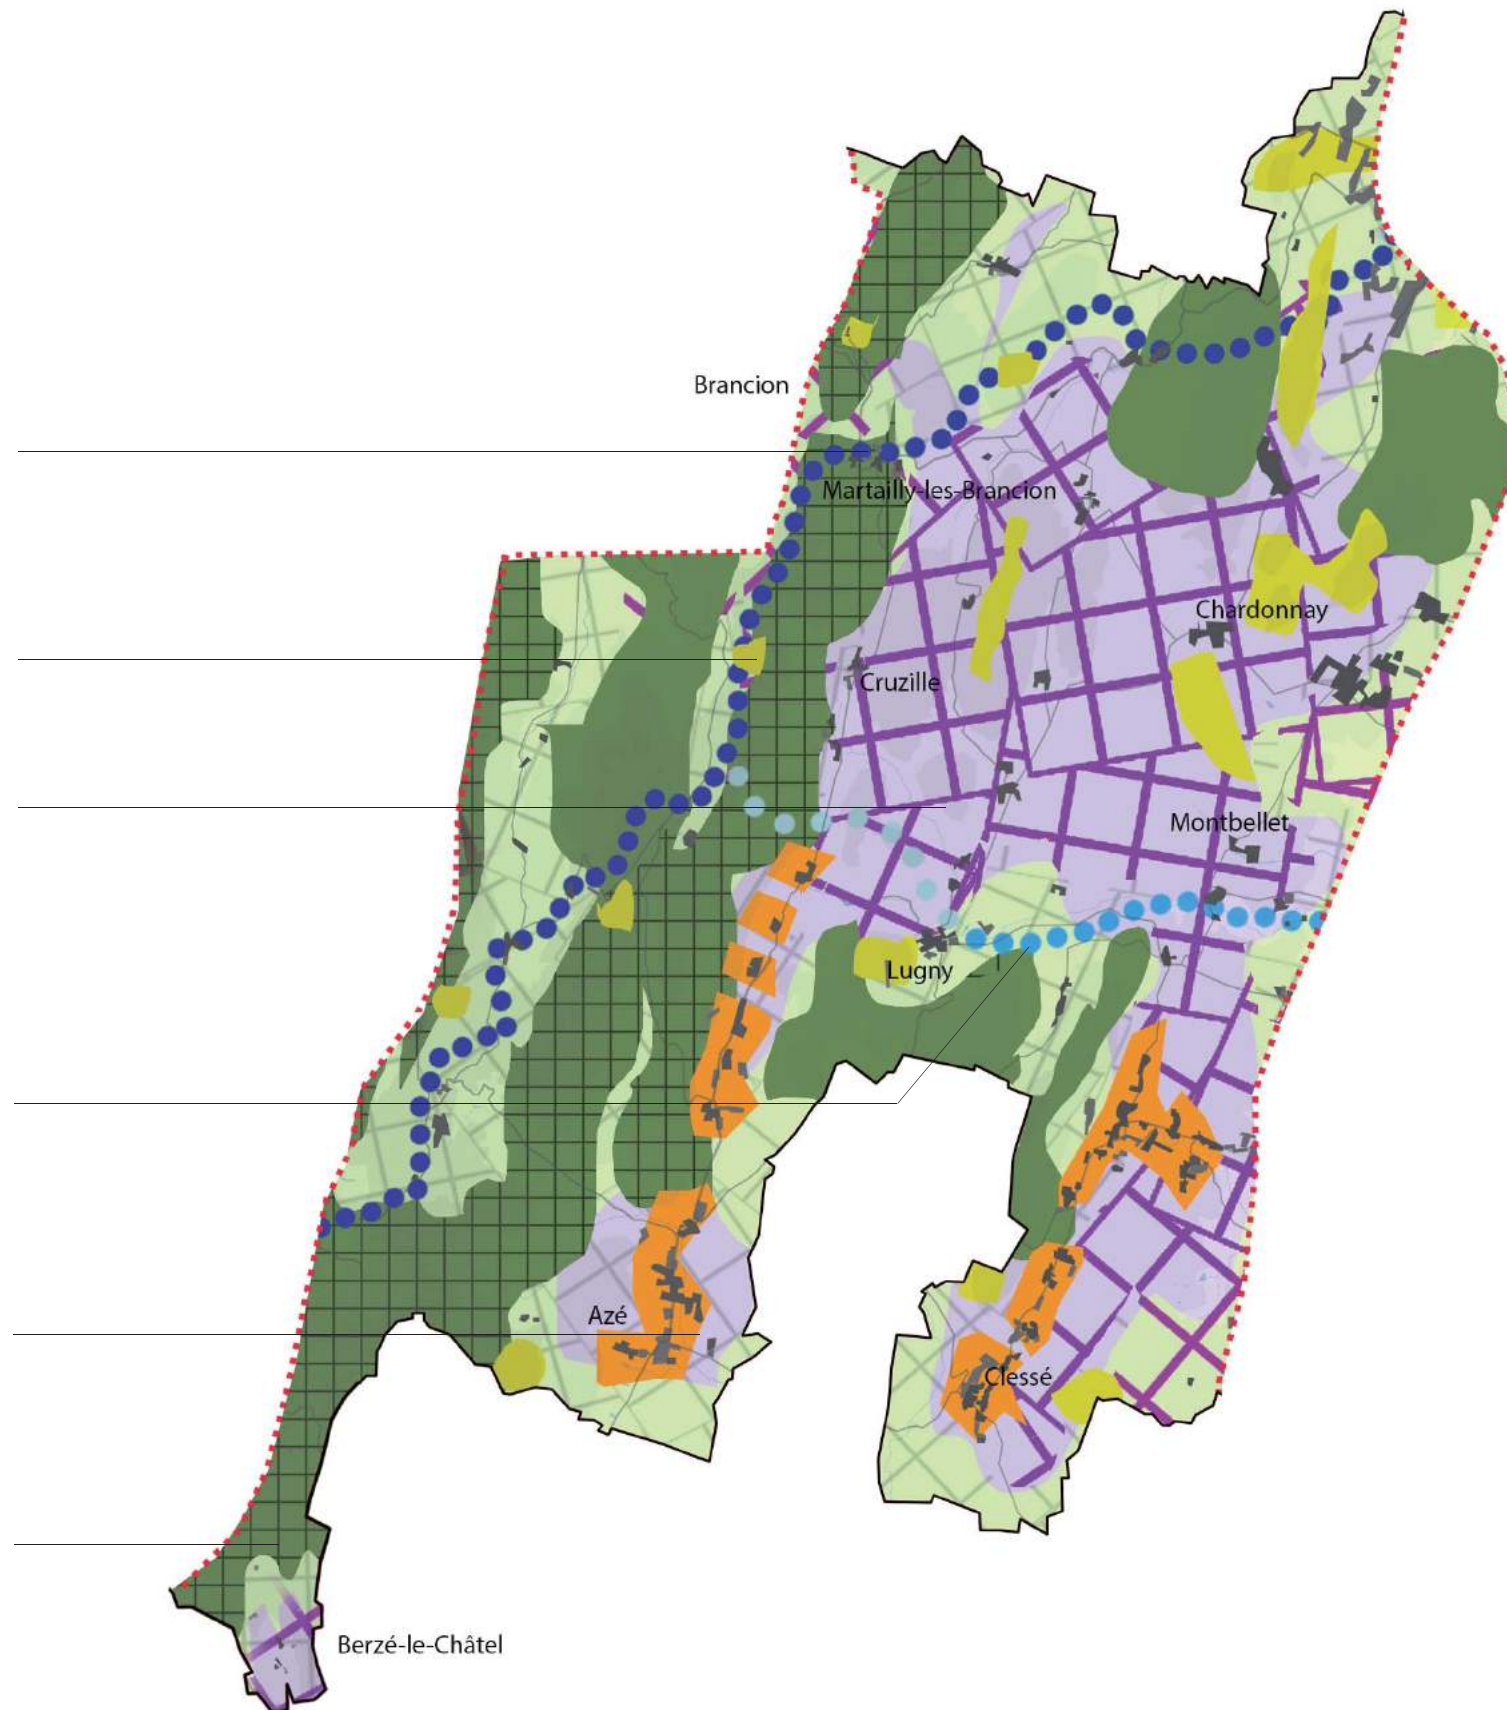 Brancion
Martailly-les-Brancion
Chardonnay
Cruzille
Montbellet
Lugny
Azé
Clessé
Berzé-le-Châtel